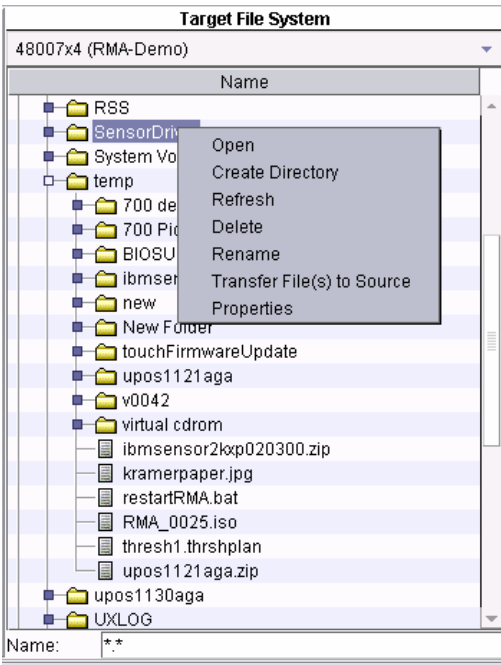 Target File System
48007x4 (RMA-Demo)
Name
RSS
SensorDriv
System Vo
temp
700 de
700 Pic
BIOSU
ibmser
new
New Folder
touchFirmwareUpdate
upos1121aga
v0042
virtual cdrom
ibmsensor2kxp020300.zip
kramerpaper.jpg
restartRMA.bat
RMA_0025.iso
thresh1.thrshplan
upos1121aga.zip
upos1130aga
UXLOG
Open
Create Directory
Refresh
Delete
Rename
Transfer File(s) to Source
Properties
Name: *.*